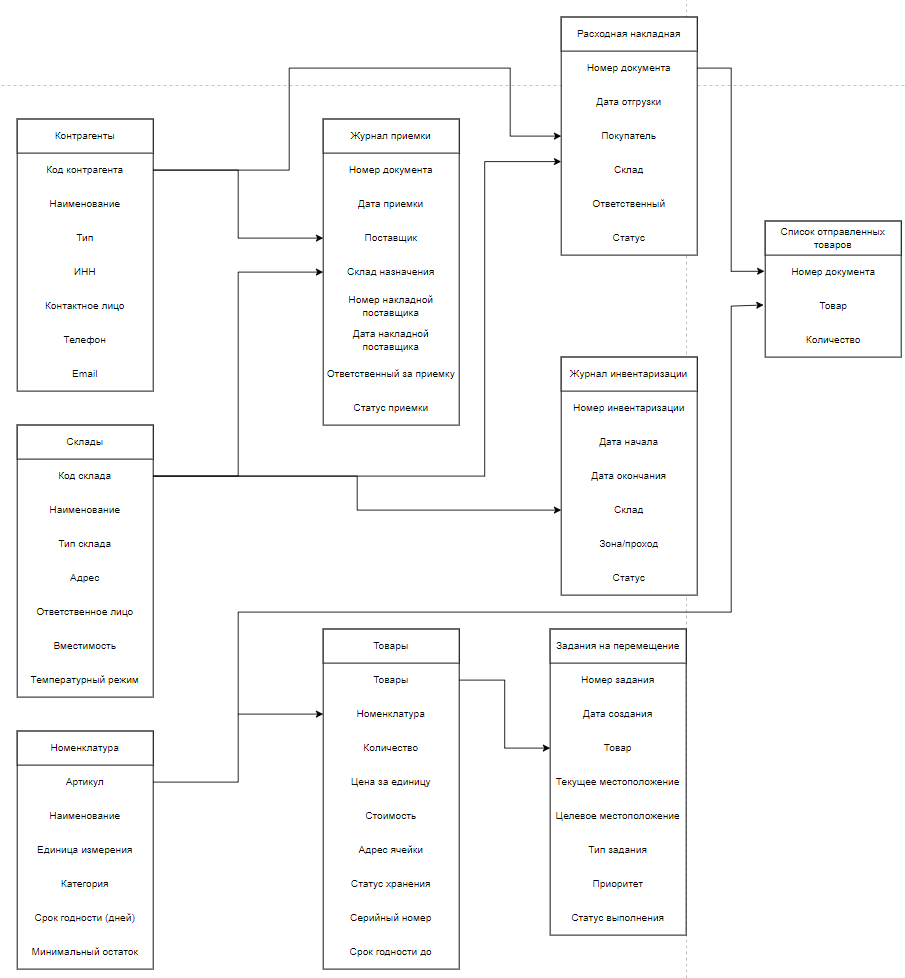 Контрагенты
Код контрагента
Наименование
Тип
ИНН
Контактное лицо
Телефон
Email
Склады
Код склада
Наименование
Тип склада
Адрес
Ответственное лицо
Вместимость
Температурный режим
Номенклатура
Артикул
Наименование
Единица измерения
Категория
Срок годности (дней)
Минимальный остаток
Журнал приемки
Номер документа
Дата приемки
Поставщик
Склад назначения
Номер накладной
поставщика
Дата накладной
поставщика
Ответственный за приемку
Статус приемки
Товары
Товары
Номенклатура
Количество
Цена за единицу
Стоимость
Адрес ячейки
Статус хранения
Серийный номер
Срок годности до
Расходная накладная
Номер документа
Дата отгрузки
Покупатель
Склад
Ответственный
Статус
Журнал инвентаризации
Номер инвентаризации
Дата начала
Дата окончания
Склад
Зона/проход
Статус
Задания на перемещение
Номер задания
Дата создания
Товар
Текущее местоположение
Целевое местоположение
Тип задания
Приоритет
Статус выполнения
Список отправленных
товаров
Номер документа
Товар
Количество